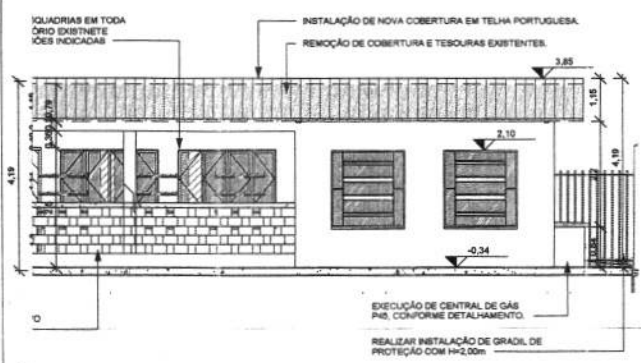 QUADRIAS EM TODA
ÓRIO EXISTNETE
ÕES INDICADAS
INSTALAÇÃO DE NOVA COBERTURA EM TELHA PORTUGUESA.
REMOÇÃO DE COBERTURA E TESOURAS EXISTENTES.
3,85
1,15
2,10
4,19
4,19
-0,34
EXECUÇÃO DE CENTRAL DE GÁS
P45, CONFORME DETALHAMENTO.
REALIZAR INSTALAÇÃO DE GRADIL DE
PROTEÇÃO COM H=2,00m